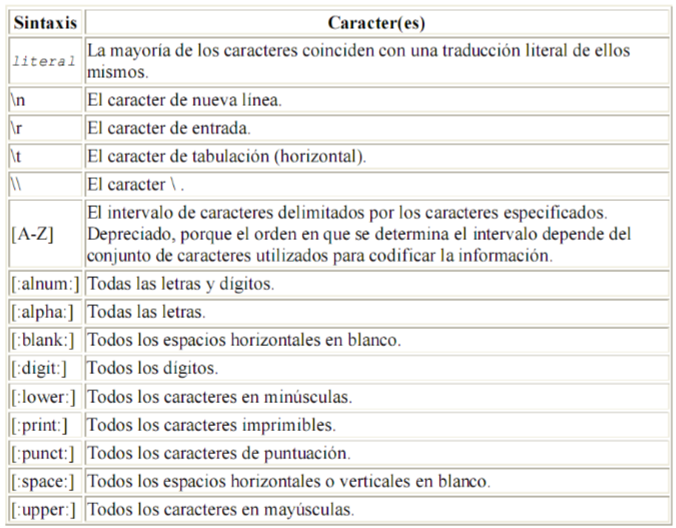 Sintaxis Caracter(es)
literal La mayoría de los caracteres coinciden con una traducción literal de ellos
mismos.
\n El caracter de nueva línea.
\r El caracter de entrada.
\t El caracter de tabulación (horizontal).
\\ El caracter \ .
El intervalo de caracteres delimitados por los caracteres especificados.
[A-Z] Depreciado, porque el orden en que se determina el intervalo depende del
conjunto de caracteres utilizados para codificar la información.
[:alnum:] Todas las letras y dígitos.
[:alpha:] Todas las letras.
[:blank:] Todos los espacios horizontales en blanco.
[:digit:] Todos los dígitos.
[:lower:] Todos los caracteres en minúsculas.
[:print:] Todos los caracteres imprimibles.
[:punct:] Todos los caracteres de puntuación.
[:space:] Todos los espacios horizontales o verticales en blanco.
[:upper:] Todos los caracteres en mayúsculas.